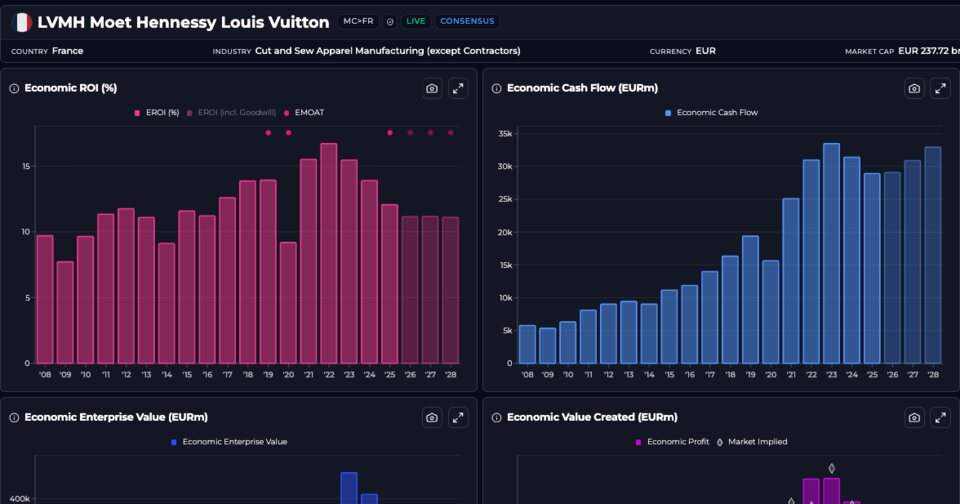 LVMH Moet Hennessy Louis Vuitton MC>FR LIVE CONSENSUS
COUNTRY France INDUSTRY Cut and Sew Apparel Manufacturing (except Contractors) CURRENCY EUR MARKET CAP EUR 237.72 b
Economic ROI (%)
EROI (%) EROI (incl. Goodwill) EMOAT
15
10
5
0
'08 '09 '10 '11 '12 '13 '14 '15 '16 '17 '18 '19 '20 '21 '22 '23 '24 '25 '26 '27 '28
Economic Cash Flow (EURm)
Economic Cash Flow
35k
30k
25k
20k
15k
10k
5k
0
'08 '09 '10 '11 '12 '13 '14 '15 '16 '17 '18 '19 '20 '21 '22 '23 '24 '25 '26 '27 '28
Economic Enterprise Value (EURm)
Economic Enterprise Value
400k
Economic Value Created (EURm)
Economic Profit Market Implied